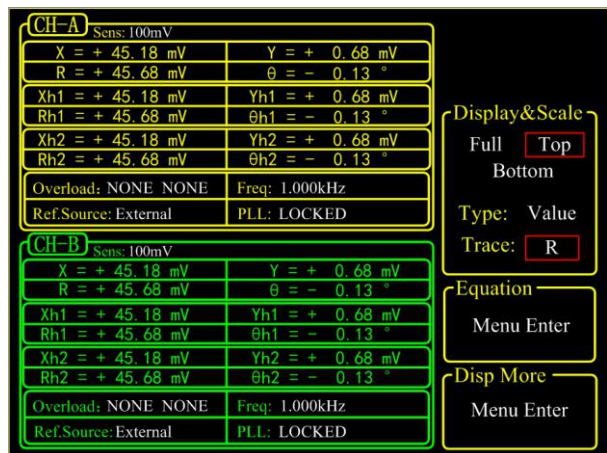 CH-A Sens: 100mV
X = + 45.18 mV Y = + 0.68 mV
R = + 45.68 mV θ = - 0.13 °
Xh1 = + 45.18 mV Yh1 = + 0.68 mV
Rh1 = + 45.68 mV θh1 = - 0.13 °
Xh2 = + 45.18 mV Yh2 = + 0.68 mV
Rh2 = + 45.68 mV θh2 = - 0.13 °
Overload: NONE NONE Freq: 1.000kHz
Ref.Source: External PLL: LOCKED
CH-B Sens: 100mV
X = + 45.18 mV Y = + 0.68 mV
R = + 45.68 mV θ = - 0.13 °
Xh1 = + 45.18 mV Yh1 = + 0.68 mV
Rh1 = + 45.68 mV θh1 = - 0.13 °
Xh2 = + 45.18 mV Yh2 = + 0.68 mV
Rh2 = + 45.68 mV θh2 = - 0.13 °
Overload: NONE NONE Freq: 1.000kHz
Ref.Source: External PLL: LOCKED
Display&Scale
Full Top
Bottom
Type: Value
Trace: R
Equation
Menu Enter
Disp More
Menu Enter